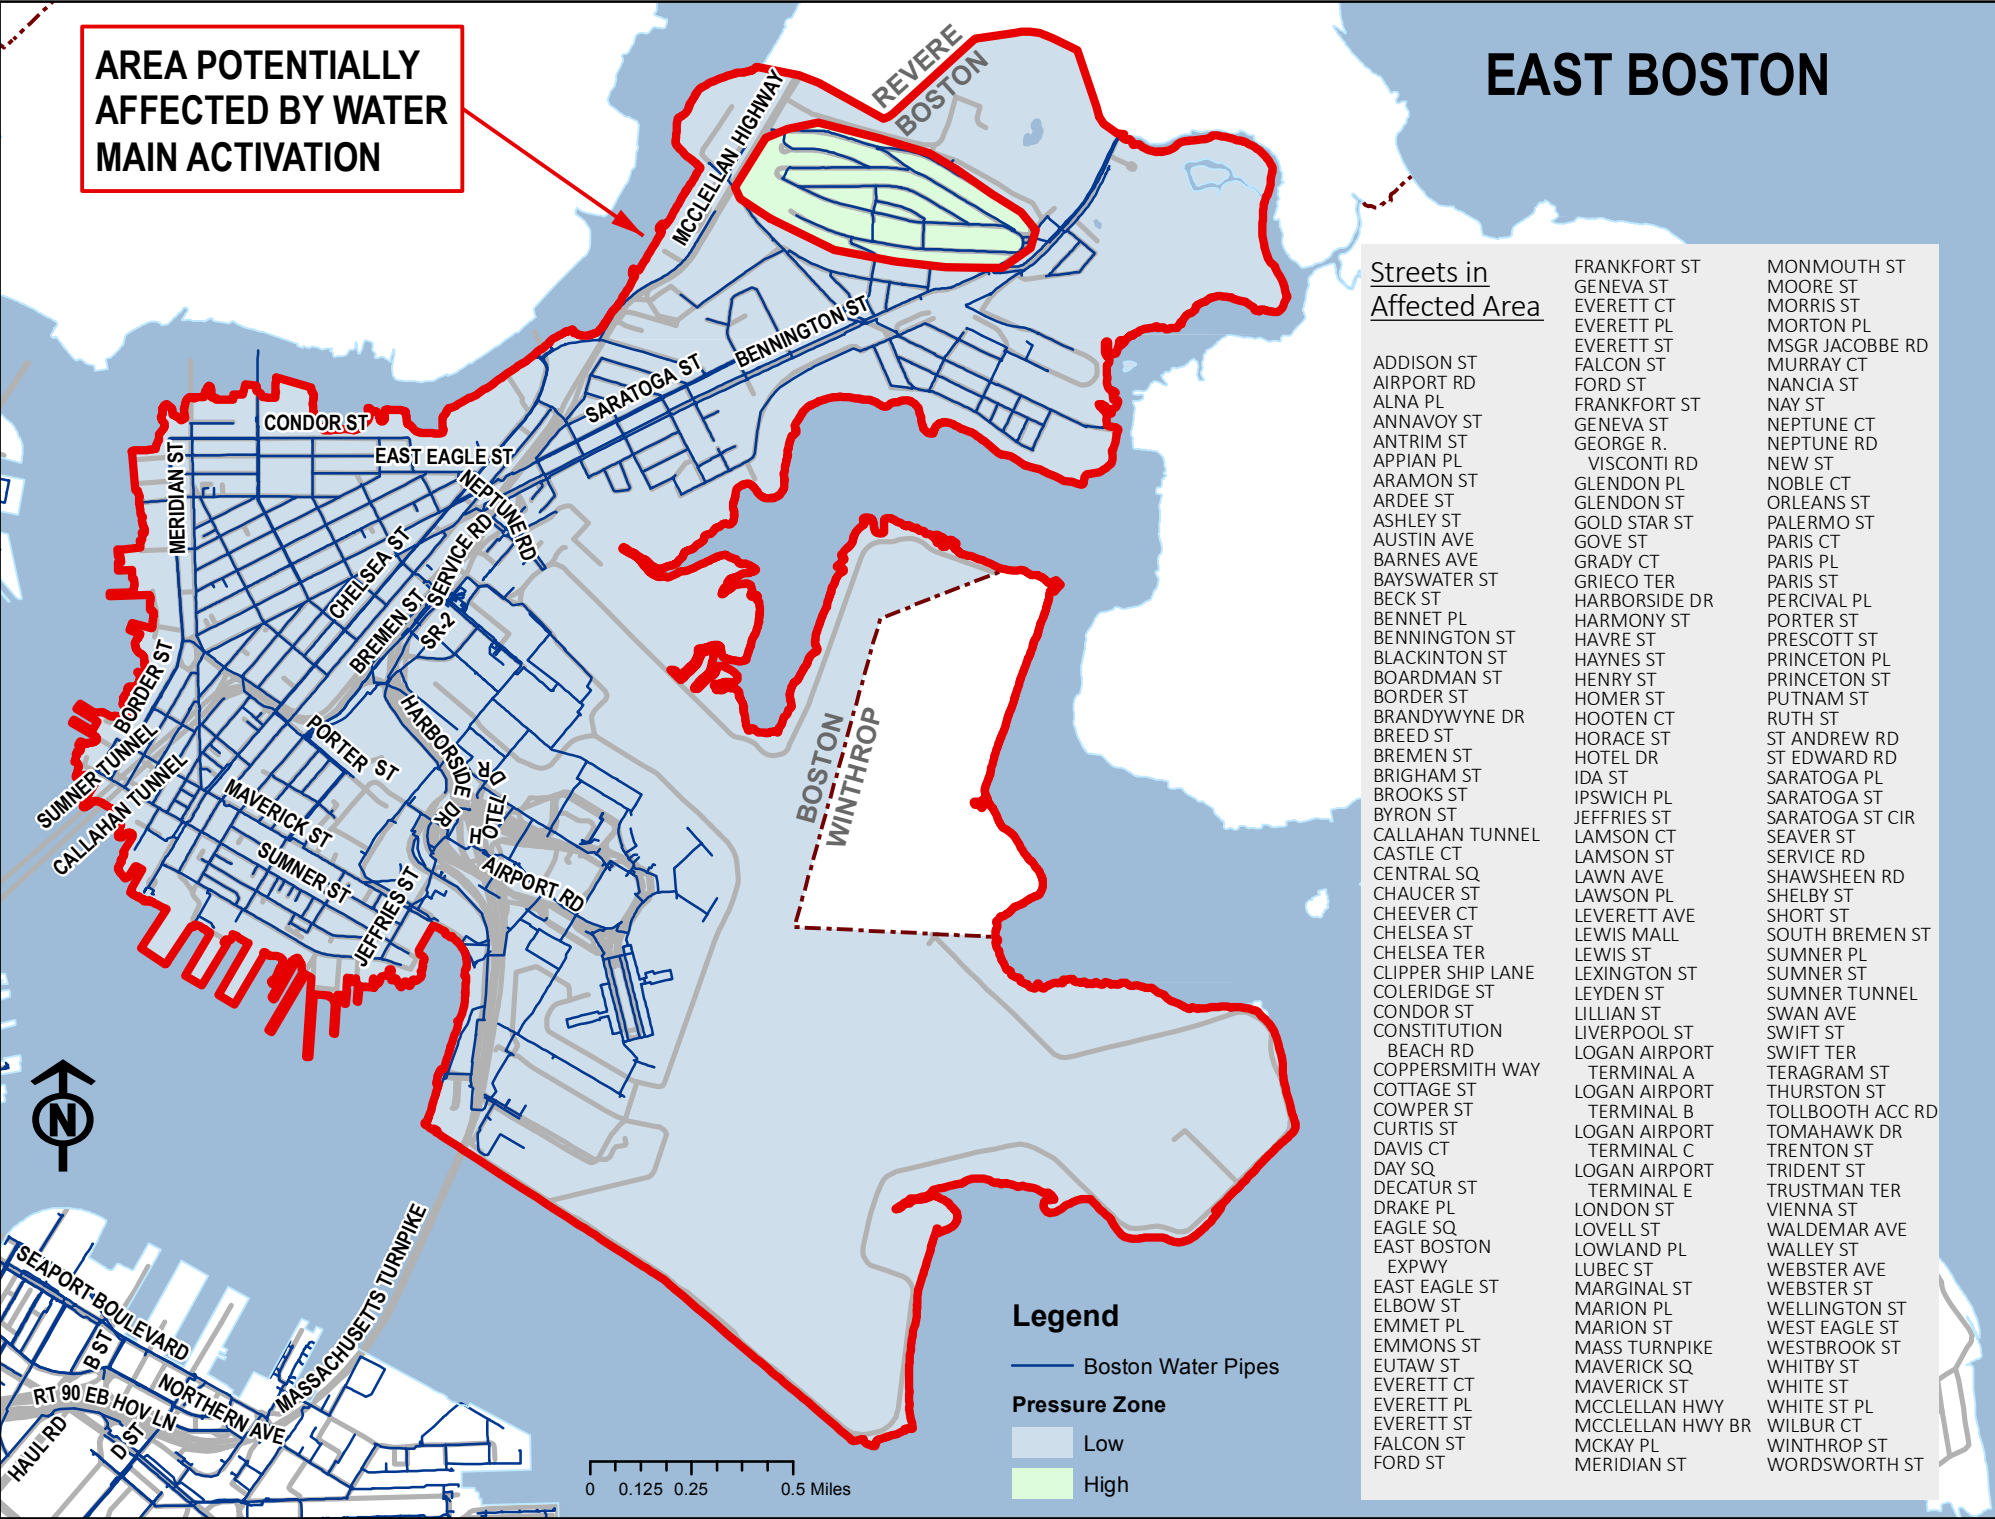 AREA POTENTIALLY
AFFECTED BY WATER
MAIN ACTIVATION
EAST BOSTON
REVERE
BOSTON
MCCLELLAN HIGHWAY
BENNINGTON ST
SARATOGA ST
CONDOR ST
EAST EAGLE ST
MERIDIAN ST
NEPTUNE RD
CHELSEA ST
SERVICE RD
BREMEN ST
SR-2
BORDER ST
SUMNER TUNNEL
CALLAHAN TUNNEL
PORTER ST
HARBORSIDE DR
HOTEL DR
MAVERICK ST
SUMNER ST
JEFFRIES ST
AIRPORT RD
BOSTON
WINTHROP
MASSACHUSETTS TURNPIKE
SEAPORT BOULEVARD
B ST
NORTHERN AVE
RT 90 EB HOV LN
D ST
HAUL RD
N
0 0.125 0.25 0.5 Miles
Legend
Boston Water Pipes
Pressure Zone
Low
High
Streets in
Affected Area
ADDISON ST
AIRPORT RD
ALNA PL
ANNAVOY ST
ANTRIM ST
APPIAN PL
ARAMON ST
ARDEE ST
ASHLEY ST
AUSTIN AVE
BARNES AVE
BAYSWATER ST
BECK ST
BENNET PL
BENNINGTON ST
BLACKINTON ST
BOARDMAN ST
BORDER ST
BRANDYWYNE DR
BREED ST
BREMEN ST
BRIGHAM ST
BROOKS ST
BYRON ST
CALLAHAN TUNNEL
CASTLE CT
CENTRAL SQ
CHAUCER ST
CHEEVER CT
CHELSEA ST
CHELSEA TER
CLIPPER SHIP LANE
COLERIDGE ST
CONDOR ST
CONSTITUTION
BEACH RD
COPPERSMITH WAY
COTTAGE ST
COWPER ST
CURTIS ST
DAVIS CT
DAY SQ
DECATUR ST
DRAKE PL
EAGLE SQ
EAST BOSTON
EXPWY
EAST EAGLE ST
ELBOW ST
EMMET PL
EMMONS ST
EUTAW ST
EVERETT CT
EVERETT PL
EVERETT ST
FALCON ST
FORD ST
FRANKFORT ST
GENEVA ST
EVERETT CT
EVERETT PL
EVERETT ST
FALCON ST
FORD ST
FRANKFORT ST
GENEVA ST
GEORGE R.
VISCONTI RD
GLENDON PL
GLENDON ST
GOLD STAR ST
GOVE ST
GRADY CT
GRIECO TER
HARBORSIDE DR
HARMONY ST
HAVRE ST
HAYNES ST
HENRY ST
HOMER ST
HOOTEN CT
HORACE ST
HOTEL DR
IDA ST
IPSWICH PL
JEFFRIES ST
LAMSON CT
LAMSON ST
LAWN AVE
LAWSON PL
LEVERETT AVE
LEWIS MALL
LEWIS ST
LEXINGTON ST
LEYDEN ST
LILLIAN ST
LIVERPOOL ST
LOGAN AIRPORT
TERMINAL A
LOGAN AIRPORT
TERMINAL B
LOGAN AIRPORT
TERMINAL C
LOGAN AIRPORT
TERMINAL E
LONDON ST
LOVELL ST
LOWLAND PL
LUBEC ST
MARGINAL ST
MARION PL
MARION ST
MASS TURNPIKE
MAVERICK SQ
MAVERICK ST
MCCLELLAN HWY
MCCLELLAN HWY BR
MCKAY PL
MERIDIAN ST
MONMOUTH ST
MOORE ST
MORRIS ST
MORTON PL
MSGR JACOBBE RD
MURRAY CT
NANCIA ST
NAY ST
NEPTUNE CT
NEPTUNE RD
NEW ST
NOBLE CT
ORLEANS ST
PALERMO ST
PARIS CT
PARIS PL
PARIS ST
PERCIVAL PL
PORTER ST
PRESCOTT ST
PRINCETON PL
PRINCETON ST
PUTNAM ST
RUTH ST
ST ANDREW RD
ST EDWARD RD
SARATOGA PL
SARATOGA ST
SARATOGA ST CIR
SEAVER ST
SERVICE RD
SHAWSHEEN RD
SHELBY ST
SHORT ST
SOUTH BREMEN ST
SUMNER PL
SUMNER ST
SUMNER TUNNEL
SWAN AVE
SWIFT ST
SWIFT TER
TERAGRAM ST
THURSTON ST
TOLLBOOTH ACC RD
TOMAHAWK DR
TRENTON ST
TRIDENT ST
TRUSTMAN TER
VIENNA ST
WALDEMAR AVE
WALLEY ST
WEBSTER AVE
WEBSTER ST
WELLINGTON ST
WEST EAGLE ST
WESTBROOK ST
WHITBY ST
WHITE ST
WHITE ST PL
WILBUR CT
WINTHROP ST
WORDSWORTH ST